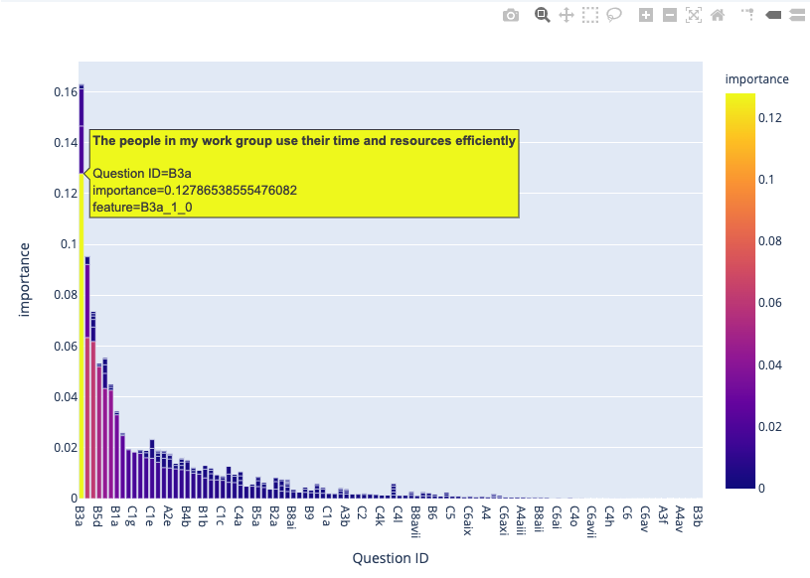 importance
0.16
0.14
0.12
0.1
0.08
0.06
0.04
0.02
0
importance
The people in my work group use their time and resources efficiently
Question ID=B3a
importance=0.12786538555476082
feature=B3a_1_0
0.12
0.1
0.08
0.06
0.04
0.02
0
B3a
B5d
B1a
C1g
C1e
A2e
B4b
B1b
C1c
C4a
B5a
B2a
B8ai
B9
C1a
A3b
C2
C4k
C4l
B8avii
B6
C5
C6aix
A4
C6axi
A4aiii
B8aii
C6ai
C4o
C6avii
C4h
C6
C6av
A3f
A4av
B3b
Question ID